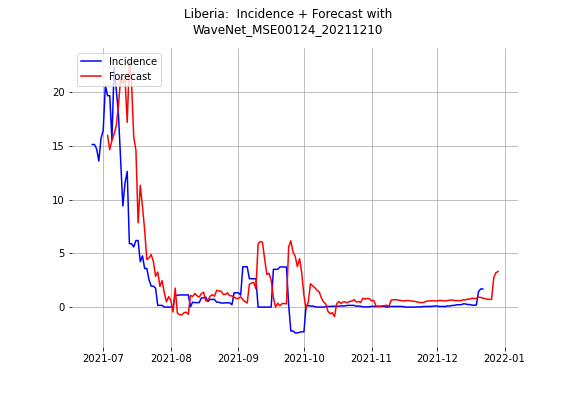 Liberia:  Incidence + Forecast with
WaveNet_MSE00124_20211210
Incidence
Forecast
20
15
10
5
0
2021-07 2021-08 2021-09 2021-10 2021-11 2021-12 2022-01